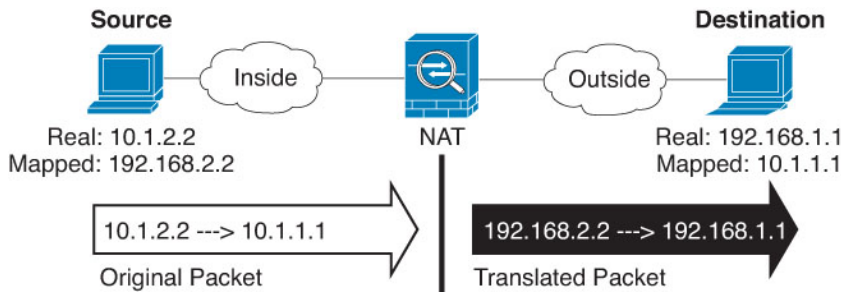 Source
Destination
Inside
Outside
Real: 10.1.2.2
Mapped: 192.168.2.2
NAT
Real: 192.168.1.1
Mapped: 10.1.1.1
10.1.2.2 ---> 10.1.1.1
192.168.2.2 ---> 192.168.1.1
Original Packet
Translated Packet